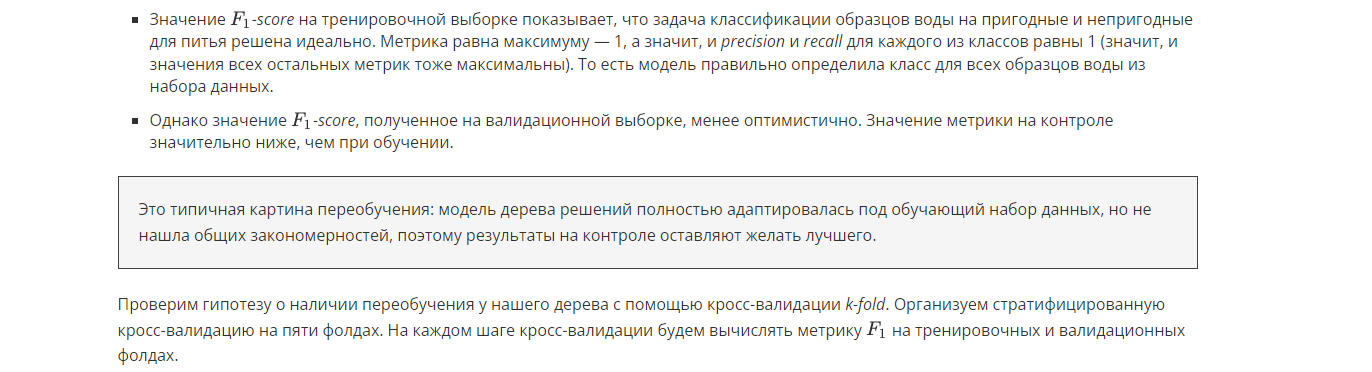 ▪ Значение F₁-score на тренировочной выборке показывает, что задача классификации образцов воды на пригодные и непригодные
для питья решена идеально. Метрика равна максимуму — 1, а значит, и precision и recall для каждого из классов равны 1 (значит, и
значения всех остальных метрик тоже максимальны). То есть модель правильно определила класс для всех образцов воды из
набора данных.
▪ Однако значение F₁-score, полученное на валидационной выборке, менее оптимистично. Значение метрики на контроле
значительно ниже, чем при обучении.
Это типичная картина переобучения: модель дерева решений полностью адаптировалась под обучающий набор данных, но не
нашла общих закономерностей, поэтому результаты на контроле оставляют желать лучшего.
Проверим гипотезу о наличии переобучения у нашего дерева с помощью кросс-валидации k-fold. Организуем стратифицированную
кросс-валидацию на пяти фолдах. На каждом шаге кросс-валидации будем вычислять метрику F₁ на тренировочных и валидационных
фолдах.